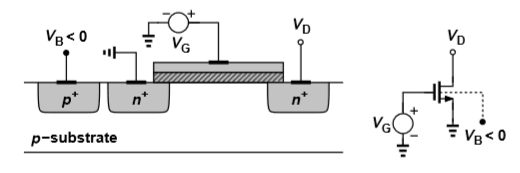 V_B<0
− +
V_G
V_D
p⁺
n⁺
n⁺
p−substrate
V_D
V_G
+
−
V_B<0